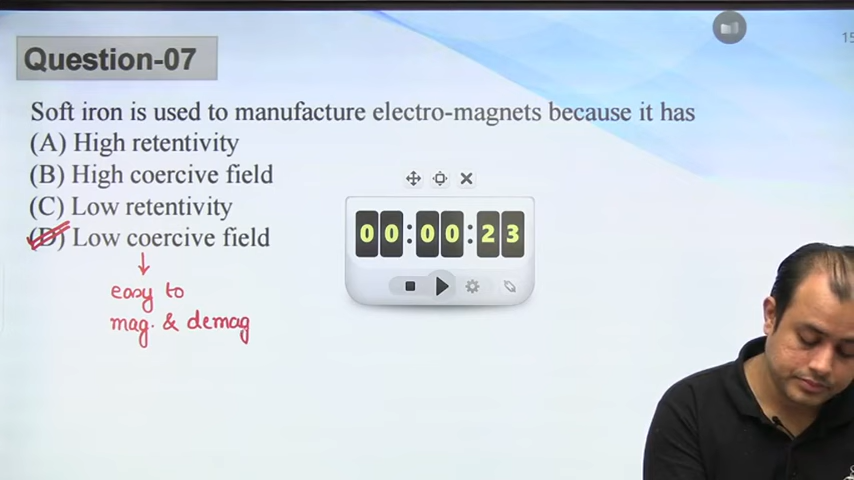 15
Question-07
Soft iron is used to manufacture electro-magnets because it has
(A) High retentivity
(B) High coercive field
(C) Low retentivity
(D) Low coercive field
00:00:23
easy to
mag. & demag